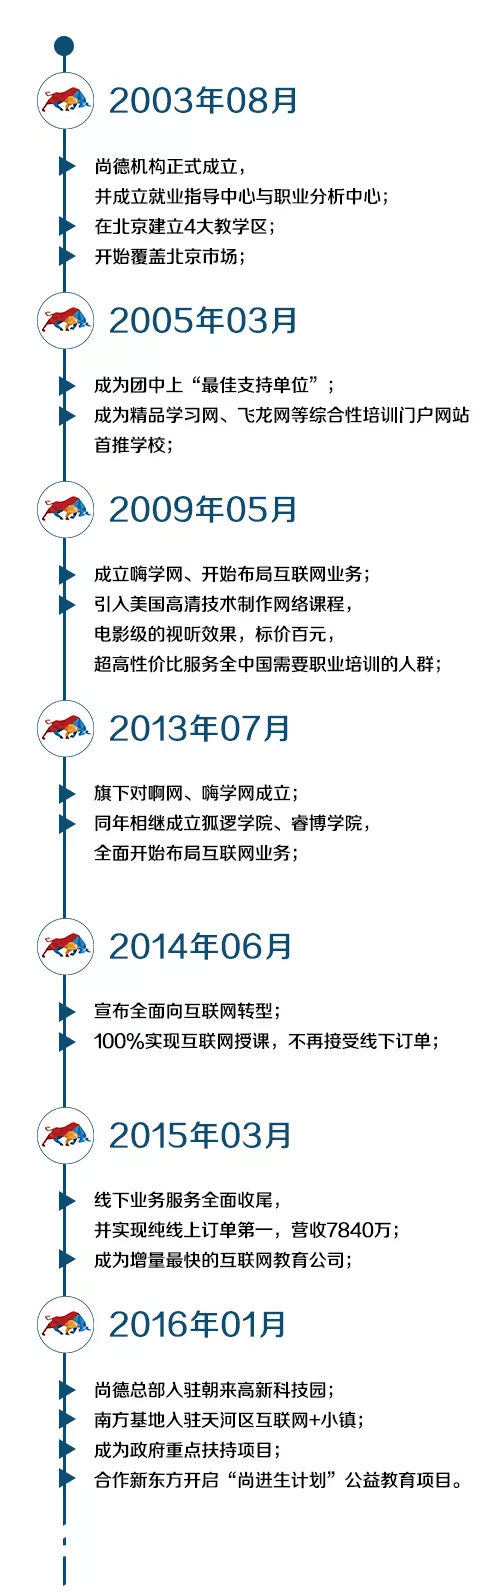 2003年08月
尚德机构正式成立，
并成立就业指导中心与职业分析中心；
在北京建立4大教学区；
开始覆盖北京市场；
2005年03月
成为团中上“最佳支持单位”；
成为精品学习网、飞龙网等综合性培训门户网站
首推学校；
2009年05月
成立嗨学网、开始布局互联网业务；
引入美国高清技术制作网络课程，
电影级的视听效果，标价百元，
超高性价比服务全中国需要职业培训的人群；
2013年07月
旗下对啊网、嗨学网成立；
同年相继成立狐逻学院、睿博学院，
全面开始布局互联网业务；
2014年06月
宣布全面向互联网转型；
100%实现互联网授课，不再接受线下订单；
2015年03月
线下业务服务全面收尾，
并实现纯线上订单第一，营收7840万；
成为增量最快的互联网教育公司；
2016年01月
尚德总部入驻朝来高新科技园；
南方基地入驻天河区互联网+小镇；
成为政府重点扶持项目；
合作新东方开启“尚进生计划”公益教育项目。